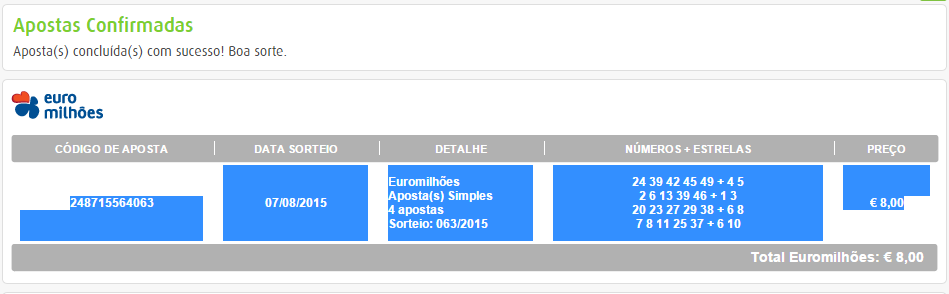 Apostas Confirmadas
Aposta(s) concluída(s) com sucesso! Boa sorte.
euro
milhões
CÓDIGO DE APOSTA DATA SORTEIO DETALHE NÚMEROS + ESTRELAS PREÇO
248715564063
07/08/2015
Euromilhões
Aposta(s) Simples
4 apostas
Sorteio: 063/2015
24 39 42 45 49 + 4 5
2 6 13 39 46 + 1 3
20 23 27 29 38 + 6 8
7 8 11 25 37 + 6 10
€ 8,00
Total Euromilhões: € 8,00